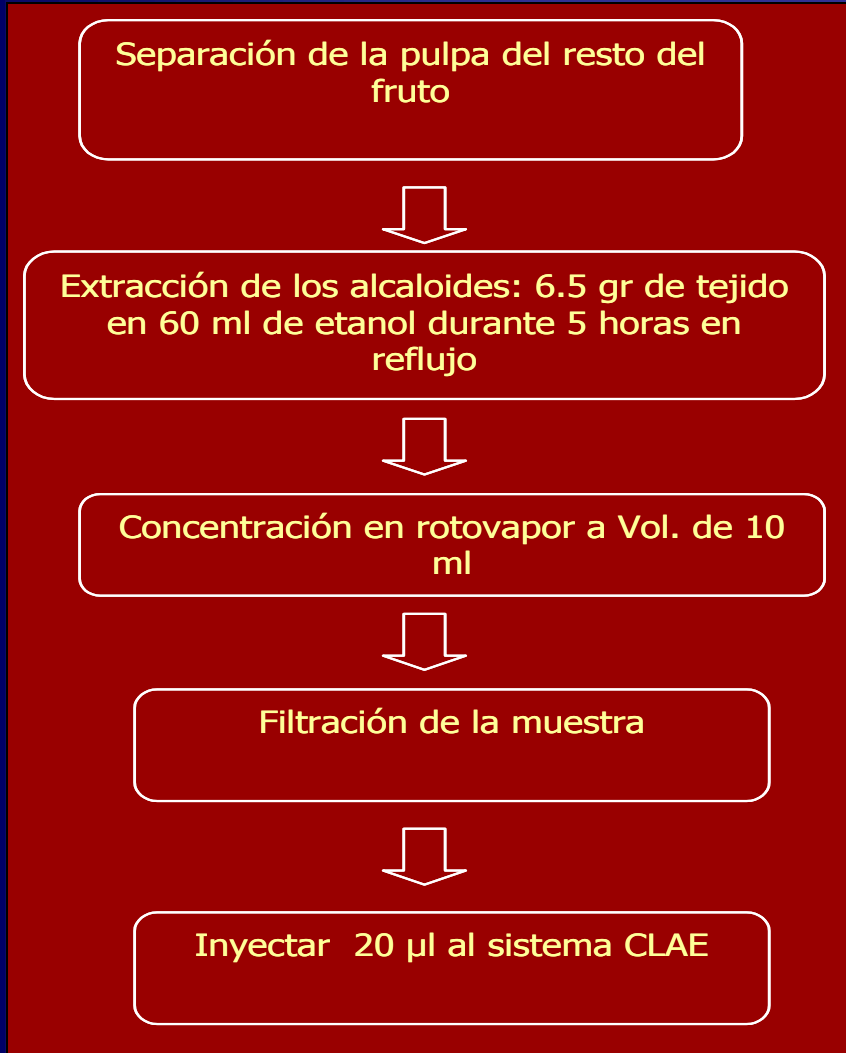 Separación de la pulpa del resto del
fruto
Extracción de los alcaloides: 6.5 gr de tejido
en 60 ml de etanol durante 5 horas en
reflujo
Concentración en rotovapor a Vol. de 10
ml
Filtración de la muestra
Inyectar 20 µl al sistema CLAE